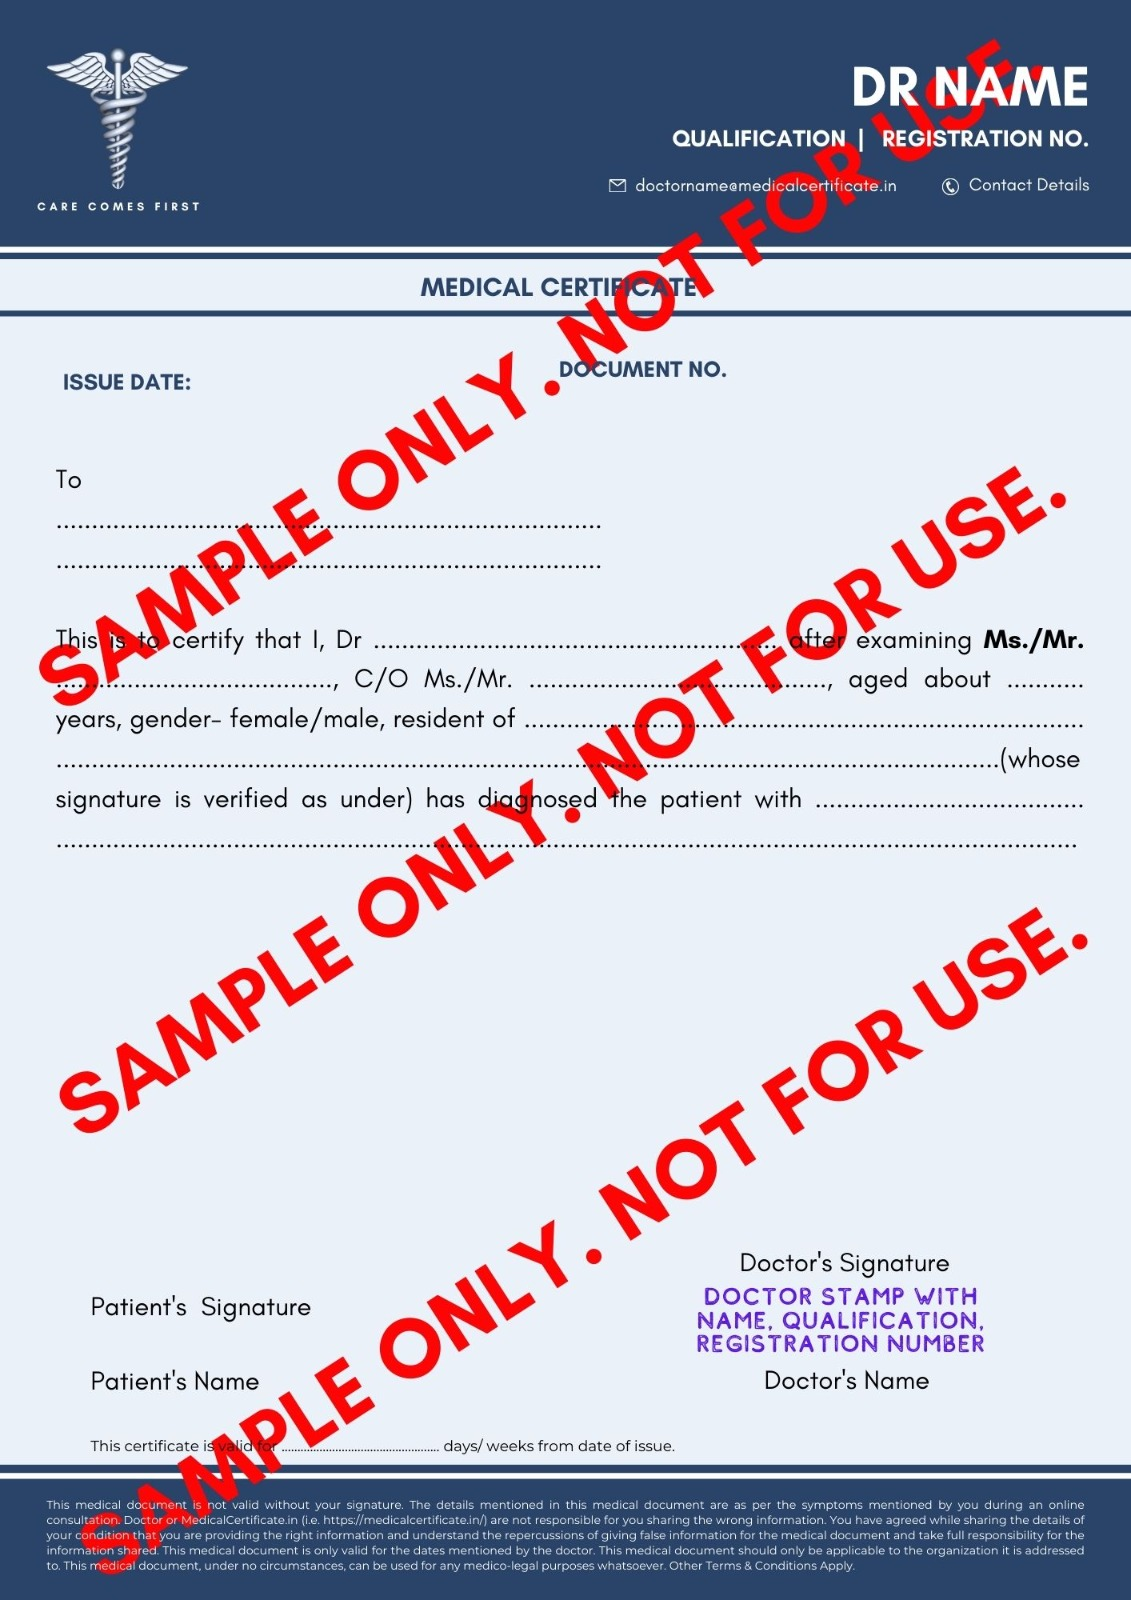 DR NAME
QUALIFICATION | REGISTRATION NO.
doctorname@medicalcertificate.in Contact Details
CARE COMES FIRST
MEDICAL CERTIFICATE
ISSUE DATE:
DOCUMENT NO.
To
............................................................................
............................................................................
This is to certify that I, Dr ........................................................ after examining Ms./Mr.
......................................, C/O Ms./Mr. ........................................., aged about ...........
years, gender- female/male, resident of ..............................................................................
....................................................................................................................................(whose
signature is verified as under) has diagnosed the patient with .....................................
...............................................................................................................................................
SAMPLE ONLY. NOT FOR USE.
SAMPLE ONLY. NOT FOR USE.
SAMPLE ONLY. NOT FOR USE.
Doctor's Signature
DOCTOR STAMP WITH
NAME, QUALIFICATION,
REGISTRATION NUMBER
Doctor's Name
Patient's Signature
Patient's Name
This certificate is valid for .................................................... days/ weeks from date of issue.
This medical document is not valid without your signature. The details mentioned in this medical document are as per the symptoms mentioned by you during an online
consultation. Doctor or MedicalCertificate.in (i.e. https://medicalcertificate.in/) are not responsible for you sharing the wrong information. You have agreed while sharing the details of
your condition that you are providing the right information and understand the repercussions of giving false information for the medical document and take full responsibility for the
information shared. This medical document is only valid for the dates mentioned by the doctor. This medical document should only be applicable to the organization it is addressed
to. This medical document, under no circumstances, can be used for any medico-legal purposes whatsoever. Other Terms & Conditions Apply.